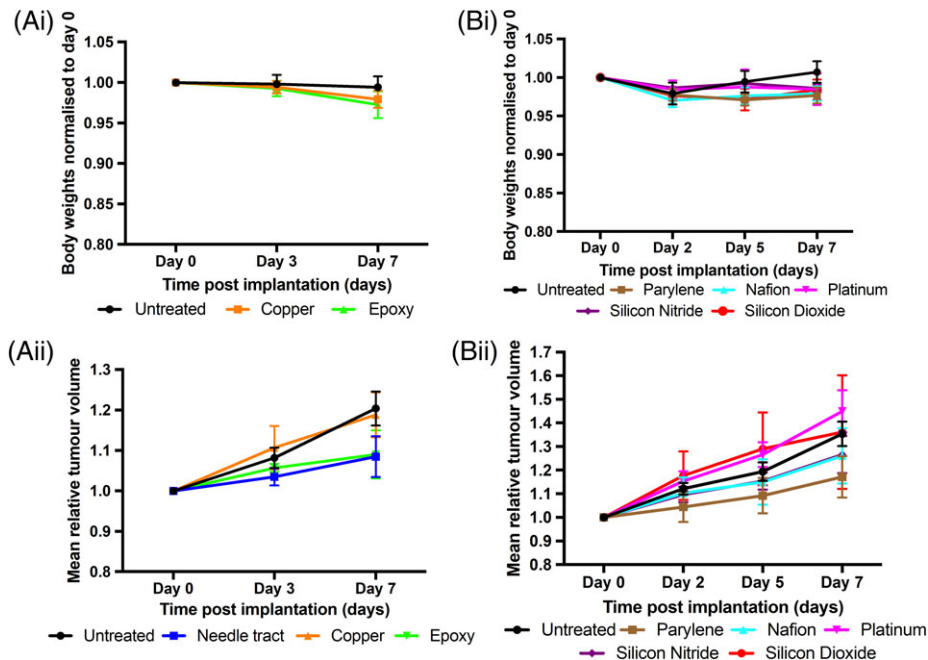 (Ai)
Body weights normalised to day 0
1.05
1.00
0.95
0.90
0.85
0.80
Day 0 Day 3 Day 7
Time post implantation (days)
Untreated Copper Epoxy
(Bi)
Body weights normalised to day 0
1.05
1.00
0.95
0.90
0.85
0.80
Day 0 Day 2 Day 5 Day 7
Time post implantation (days)
Untreated Parylene Nafion Platinum
Silicon Nitride Silicon Dioxide
(Aii)
Mean relative tumour volume
1.3
1.2
1.1
1.0
0.9
0.8
Day 0 Day 3 Day 7
Time post implantation (days)
Untreated Needle tract Copper Epoxy
(Bii)
Mean relative tumour volume
1.7
1.6
1.5
1.4
1.3
1.2
1.1
1.0
0.9
0.8
Day 0 Day 2 Day 5 Day 7
Time post implantation (days)
Untreated Parylene Nafion Platinum
Silicon Nitride Silicon Dioxide